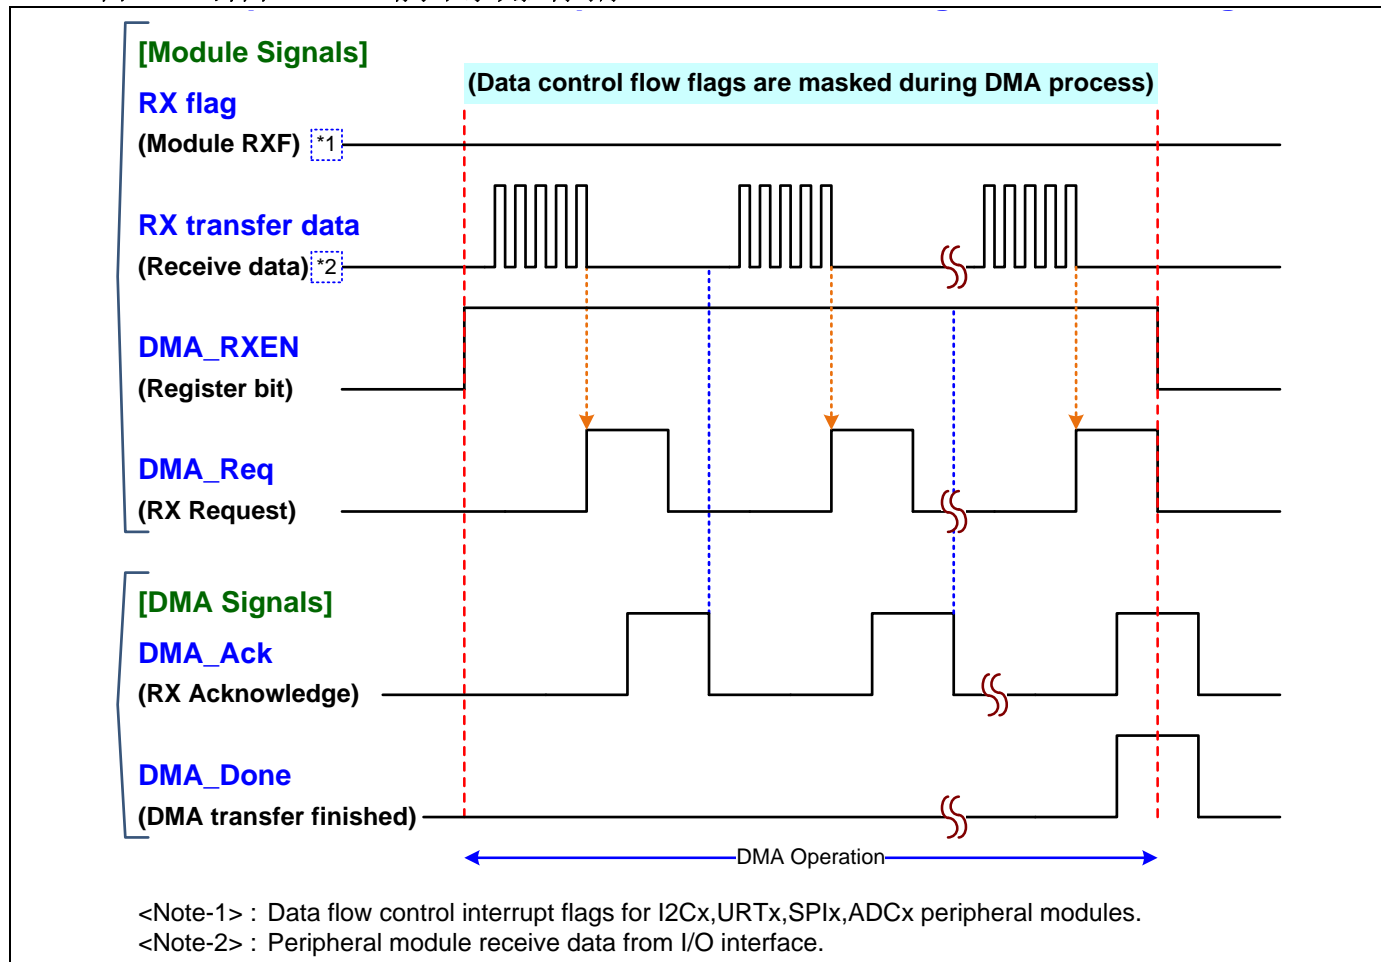 [Module Signals]
(Data control flow flags are masked during DMA process)
RX flag
(Module RXF) *1
RX transfer data
(Receive data) *2
DMA_RXEN
(Register bit)
DMA_Req
(RX Request)
[DMA Signals]
DMA_Ack
(RX Acknowledge)
DMA_Done
(DMA transfer finished)
DMA Operation
<Note-1> : Data flow control interrupt flags for I2Cx,URTx,SPIx,ADCx peripheral modules.
<Note-2> : Peripheral module receive data from I/O interface.